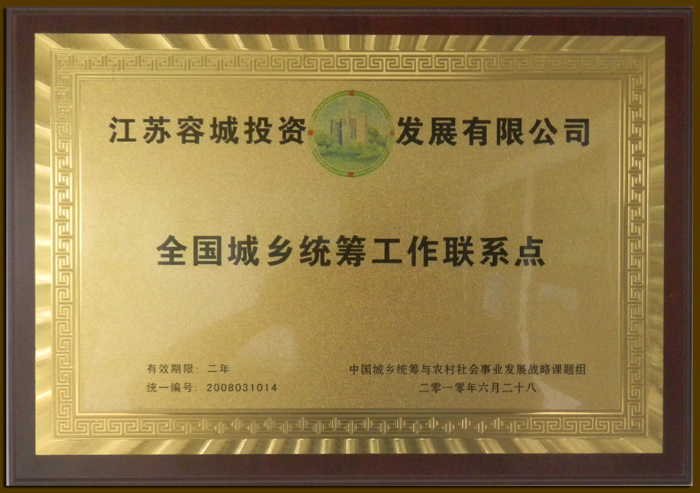 江苏容城投资发展有限公司
全国城乡统筹工作联系点
有效期限：二年
统一编号：2008031014
中国城乡统筹与农村社会事业发展战略课题组
二零一零年六月二十八